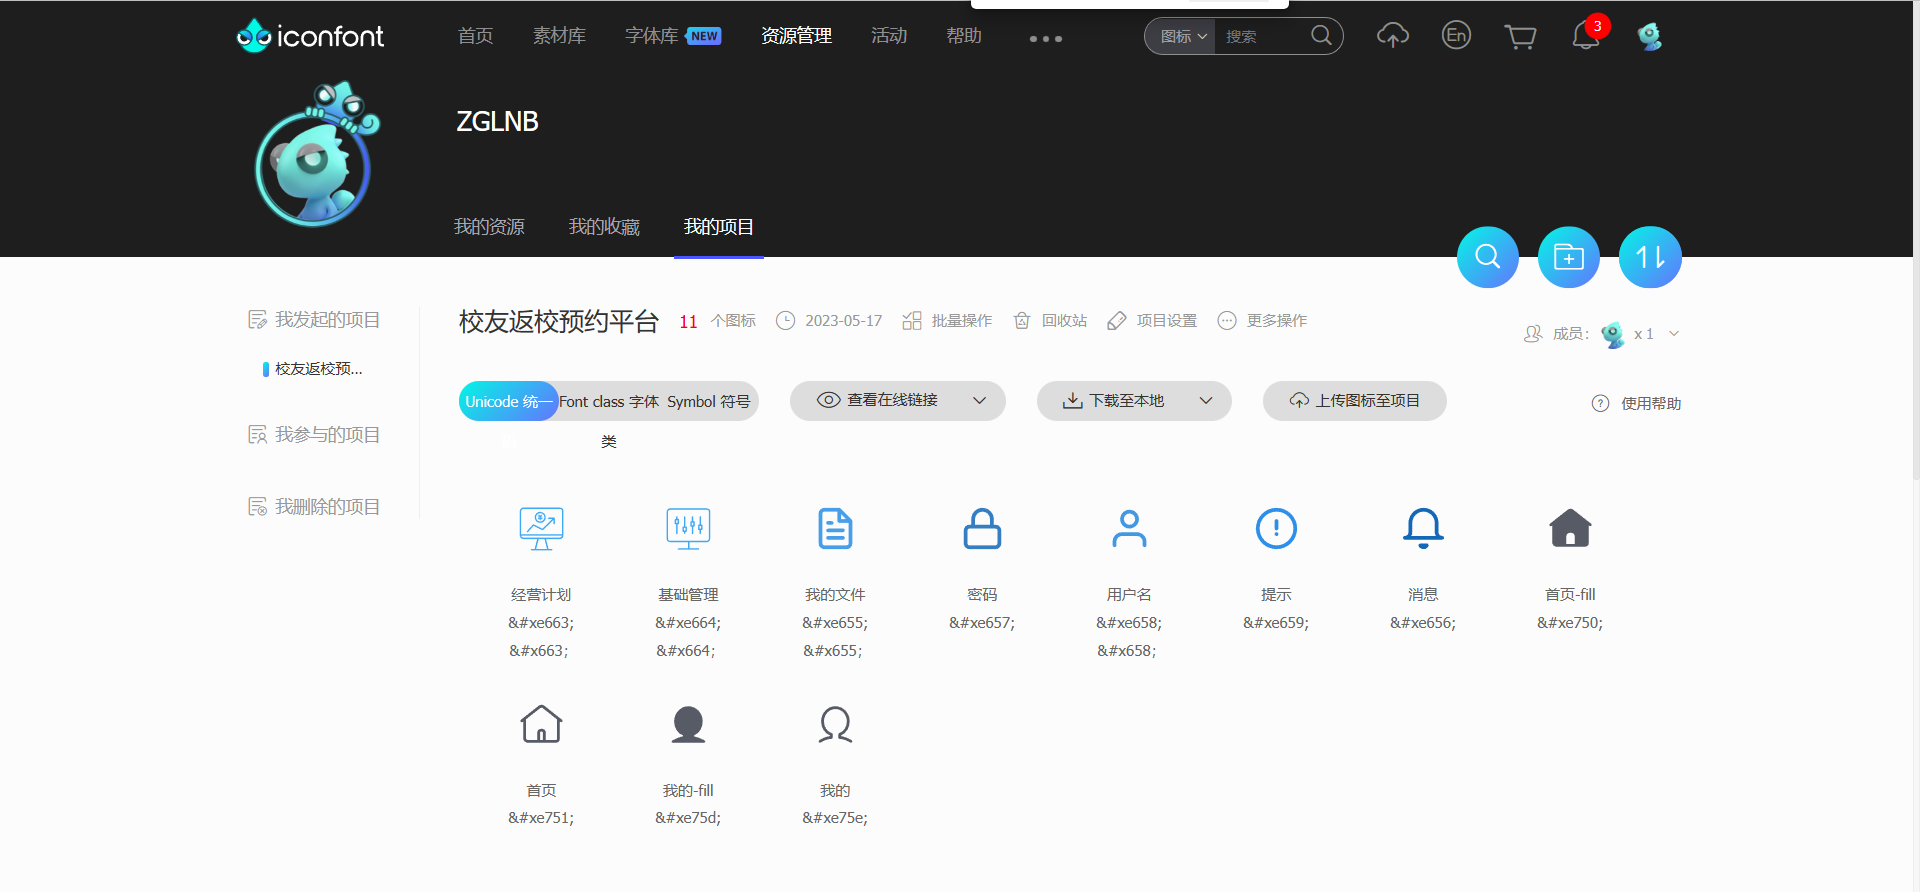 iconfont
首页
素材库
字体库
NEW
资源管理
活动
帮助
图标
搜索
En
3
ZGLNB
我的资源
我的收藏
我的项目
我发起的项目
校友返校预...
我参与的项目
我删除的项目
校友返校预约平台
11 个图标
2023-05-17
批量操作
回收站
项目设置
更多操作
成员:
x 1
Unicode 统一
Font class 字体
类
Symbol 符号
查看在线链接
下载至本地
上传图标至项目
使用帮助
经营计划
&#xe663;
&#x663;
基础管理
&#xe664;
&#x664;
我的文件
&#xe655;
&#x655;
密码
&#xe657;
用户名
&#xe658;
&#x658;
提示
&#xe659;
消息
&#xe656;
首页-fill
&#xe750;
首页
&#xe751;
我的-fill
&#xe75d;
我的
&#xe75e;